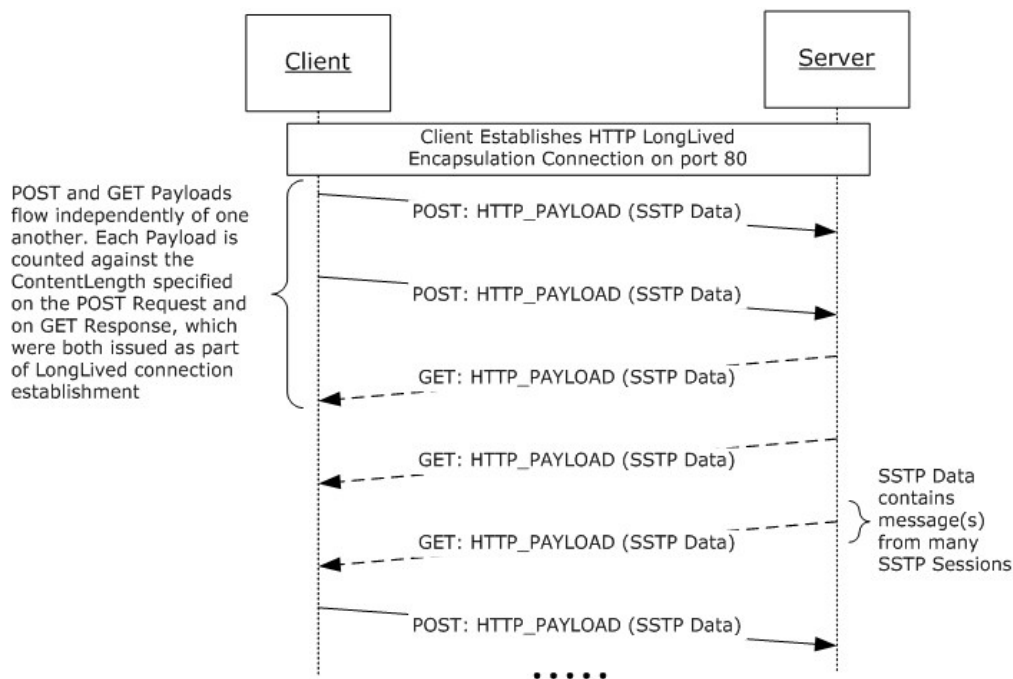 Client
Server
Client Establishes HTTP LongLived
Encapsulation Connection on port 80
POST and GET Payloads
flow independently of one
another. Each Payload is
counted against the
ContentLength specified
on the POST Request and
on GET Response, which
were both issued as part
of LongLived connection
establishment
POST: HTTP_PAYLOAD (SSTP Data)
POST: HTTP_PAYLOAD (SSTP Data)
GET: HTTP_PAYLOAD (SSTP Data)
GET: HTTP_PAYLOAD (SSTP Data)
GET: HTTP_PAYLOAD (SSTP Data)
SSTP Data
contains
message(s)
from many
SSTP Sessions
POST: HTTP_PAYLOAD (SSTP Data)
.....